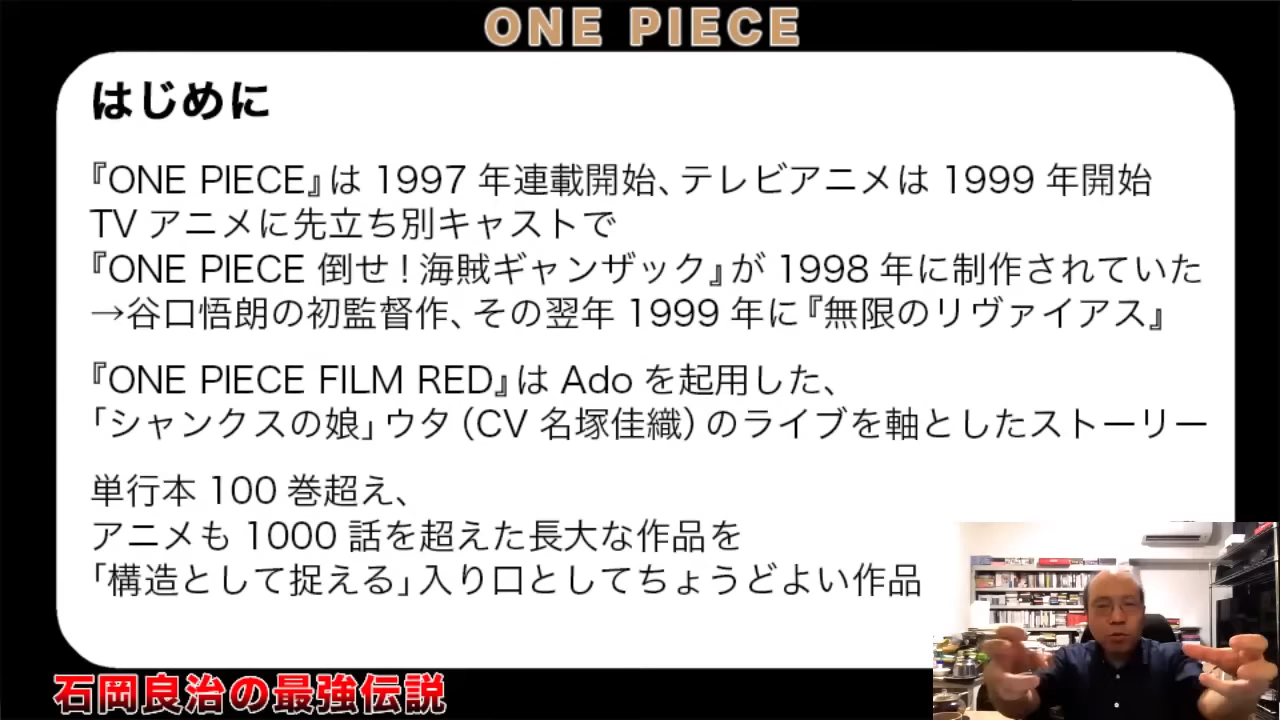 ONE PIECE
はじめに
『ONE PIECE』は 1997 年連載開始、テレビアニメは 1999 年開始
TV アニメに先立ち別キャストで
『ONE PIECE 倒せ！海賊ギャンザック』が 1998 年に制作されていた
→谷口悟朗の初監督作、その翌年 1999 年に『無限のリヴァイアス』
『ONE PIECE FILM RED』は Ado を起用した、
「シャンクスの娘」ウタ（CV 名塚佳織）のライブを軸としたストーリー
単行本 100 巻超え、
アニメも 1000 話を超えた長大な作品を
「構造として捉える」入り口としてちょうどよい作品
石岡良治の最強伝説